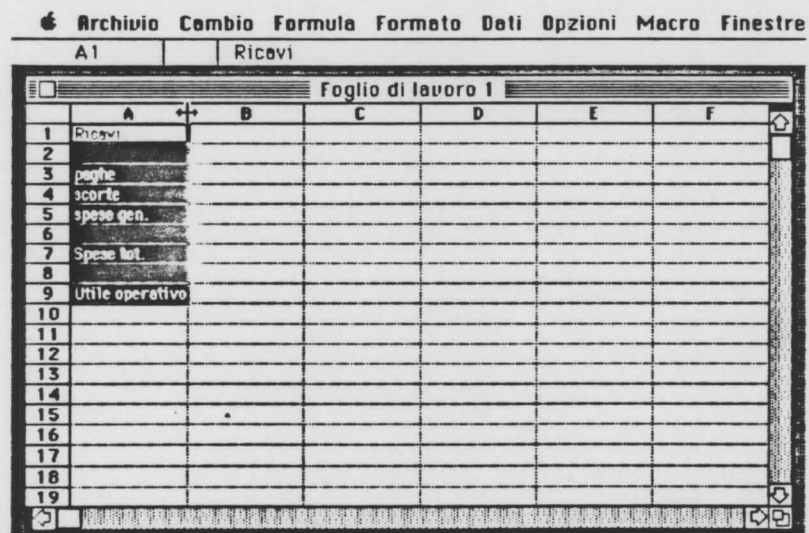 Archivio Cambio Formula Formato Dati Opzioni Macro Finestre
A1 Ricavi
Foglio di lavoro 1
A B C D E F
1 Ricavi
2
3 paghe
4 scorte
5 spese gen.
6
7 Spese tot.
8
9 Utile operativo
10
11
12
13
14
15
16
17
18
19